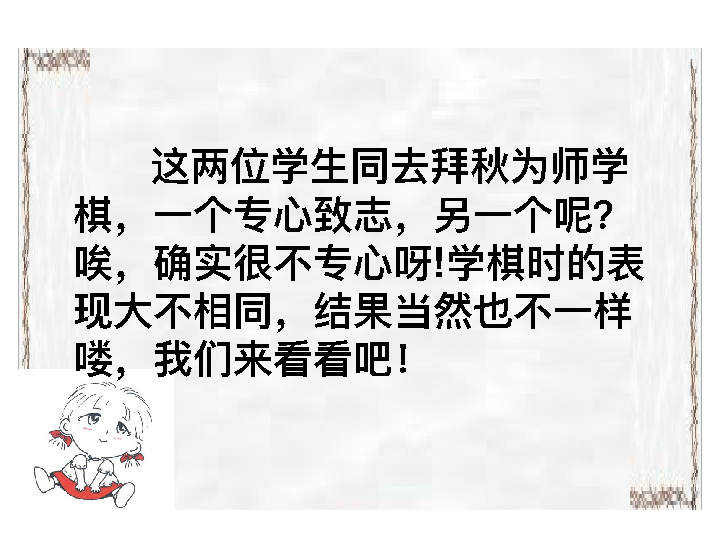 这两位学生同去拜秋为师学
棋，一个专心致志，另一个呢?
唉，确实很不专心呀!学棋时的表
现大不相同，结果当然也不一样
喽，我们来看看吧！